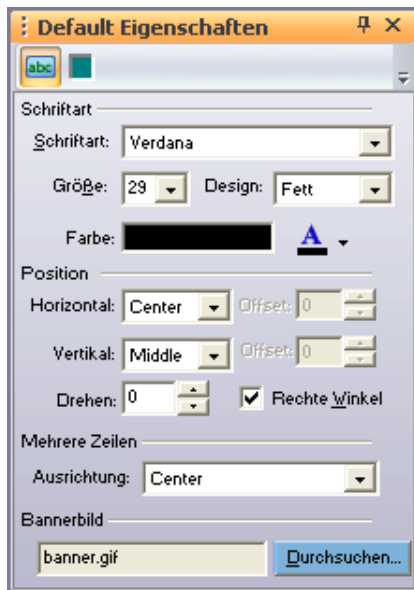 Default Eigenschaften
abc
Schriftart
Schriftart: Verdana
Größe: 29 Design: Fett
Farbe: A
Position
Horizontal: Center Offset: 0
Vertikal: Middle Offset: 0
Drehen: 0 Rechte Winkel
Mehrere Zeilen
Ausrichtung: Center
Bannerbild
banner.gif Durchsuchen...